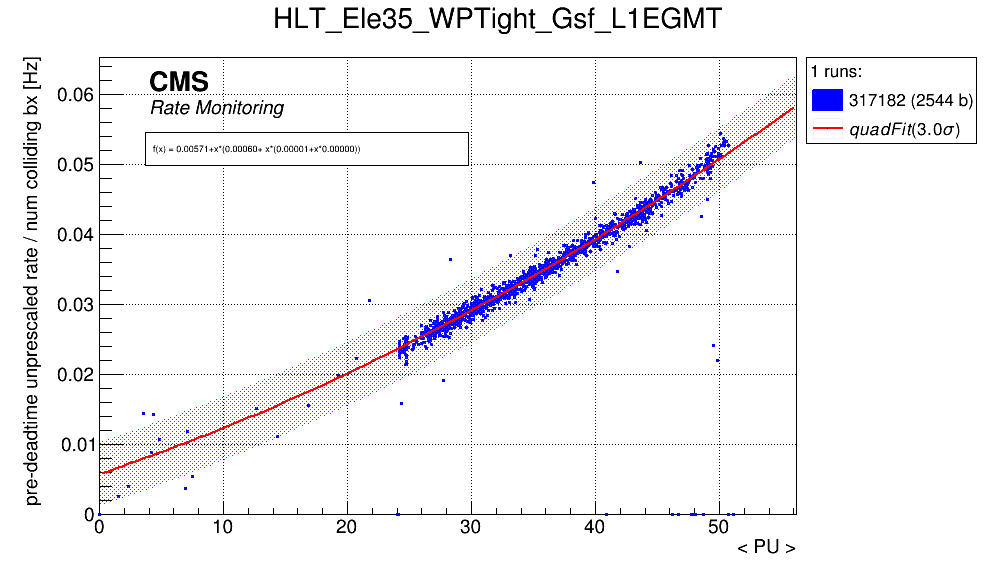 HLT_Ele35_WPTight_Gsf_L1EGMT
pre-deadtime unprescaled rate / num colliding bx [Hz]
CMS
Rate Monitoring
f(x) = 0.00571+x*(0.00060+ x*(0.00001+x*0.00000))
1 runs:
317182 (2544 b)
quadFit(3.0σ)
0.06
0.05
0.04
0.03
0.02
0.01
0
0 10 20 30 40 50
< PU >